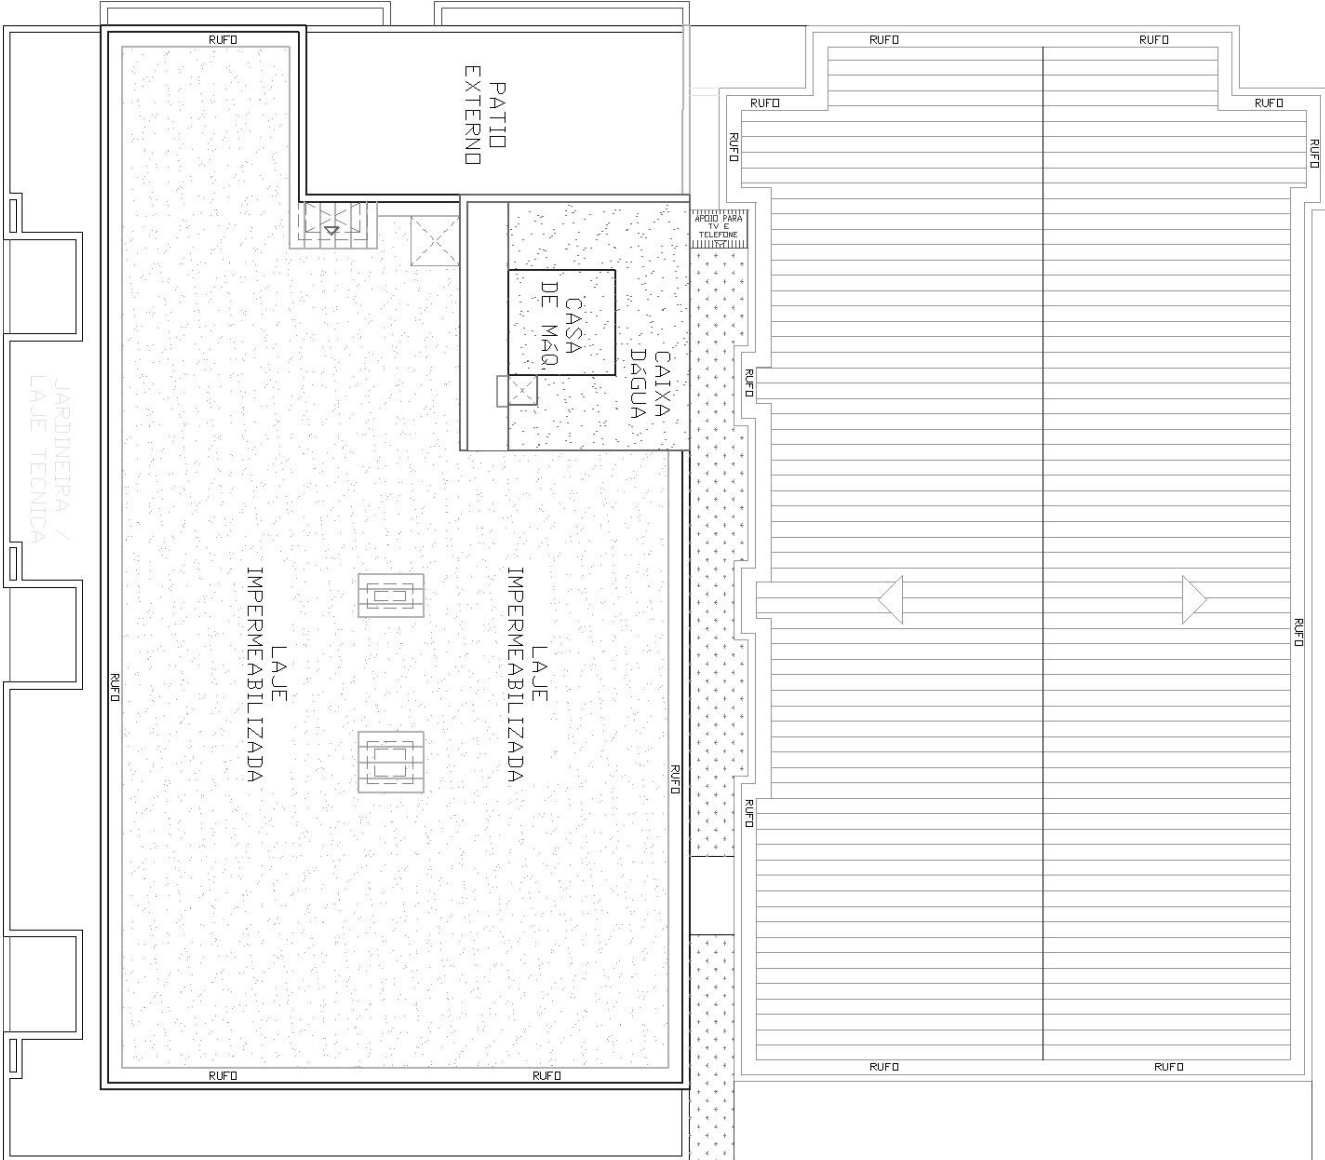 RUFO
RUFO
RUFO
PATIO
EXTERNO
RUFO
RUFO
RUFO
RUFO
APOIO PARA
TV E
TELEFONE
CASA
DE MÁQ.
CAIXA
DÁGUA
RUFO
JARDINEIRA /
LAJE TECNICA
LAJE
IMPERMEABILIZADA
LAJE
IMPERMEABILIZADA
RUFO
RUFO
RUFO
RUFO
RUFO
RUFO
RUFO
RUFO